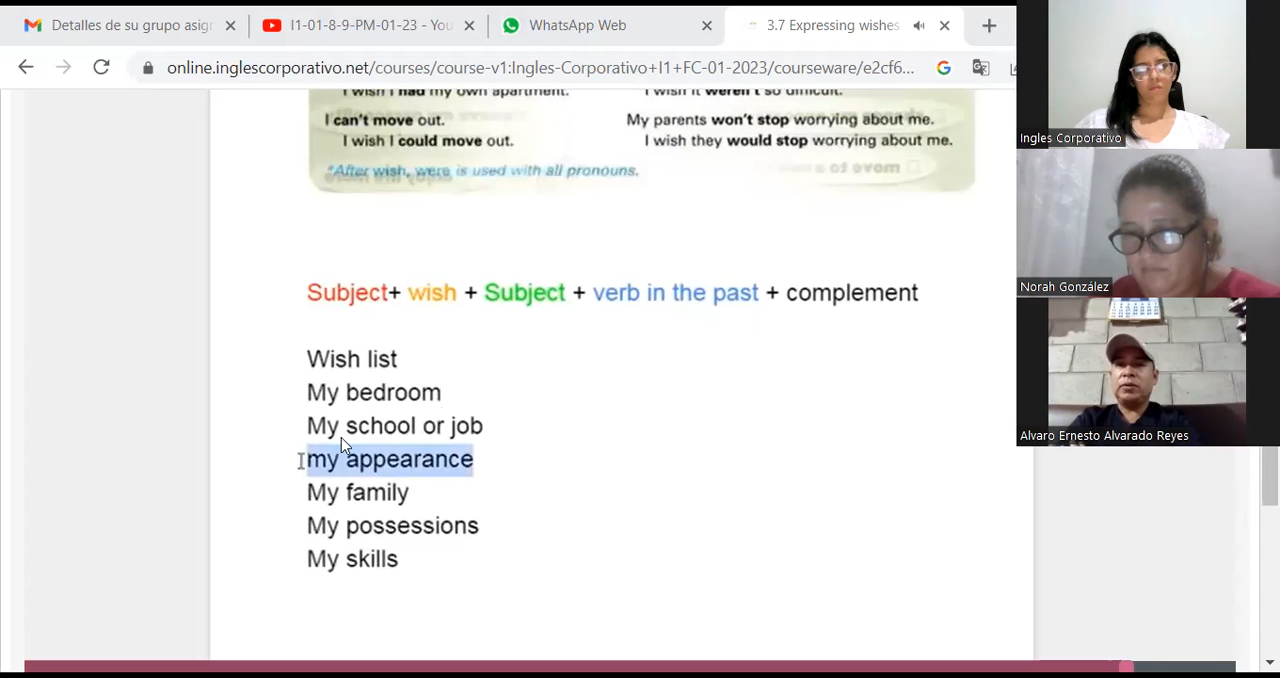 Detalles de su grupo asign
I1-01-8-9-PM-01-23 - You
WhatsApp Web
3.7 Expressing wishes
online.inglescorporativo.net/courses/course-v1:Ingles-Corporativo+I1+FC-01-2023/courseware/e2cf6...
I wish I had my own apartment.
I wish it weren't so difficult.
I can't move out.
My parents won't stop worrying about me.
I wish I could move out.
I wish they would stop worrying about me.
*After wish, were is used with all pronouns.
Subject+ wish + Subject + verb in the past + complement
Wish list
My bedroom
My school or job
my appearance
My family
My possessions
My skills
Ingles Corporativo
Norah González
Alvaro Ernesto Alvarado Reyes